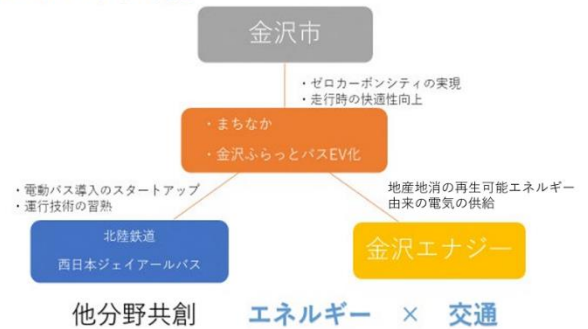 金沢市
・ゼロカーボンシティの実現
・走行時の快適性向上
・まちなか
・金沢ふらっとバスEV化
・電動バス導入のスタートアップ
・運行技術の習熟
地産地消の再生可能エネルギー
由来の電気の供給
北陸鉄道
西日本ジェイアールバス
金沢エナジー
他分野共創 エネルギー × 交通